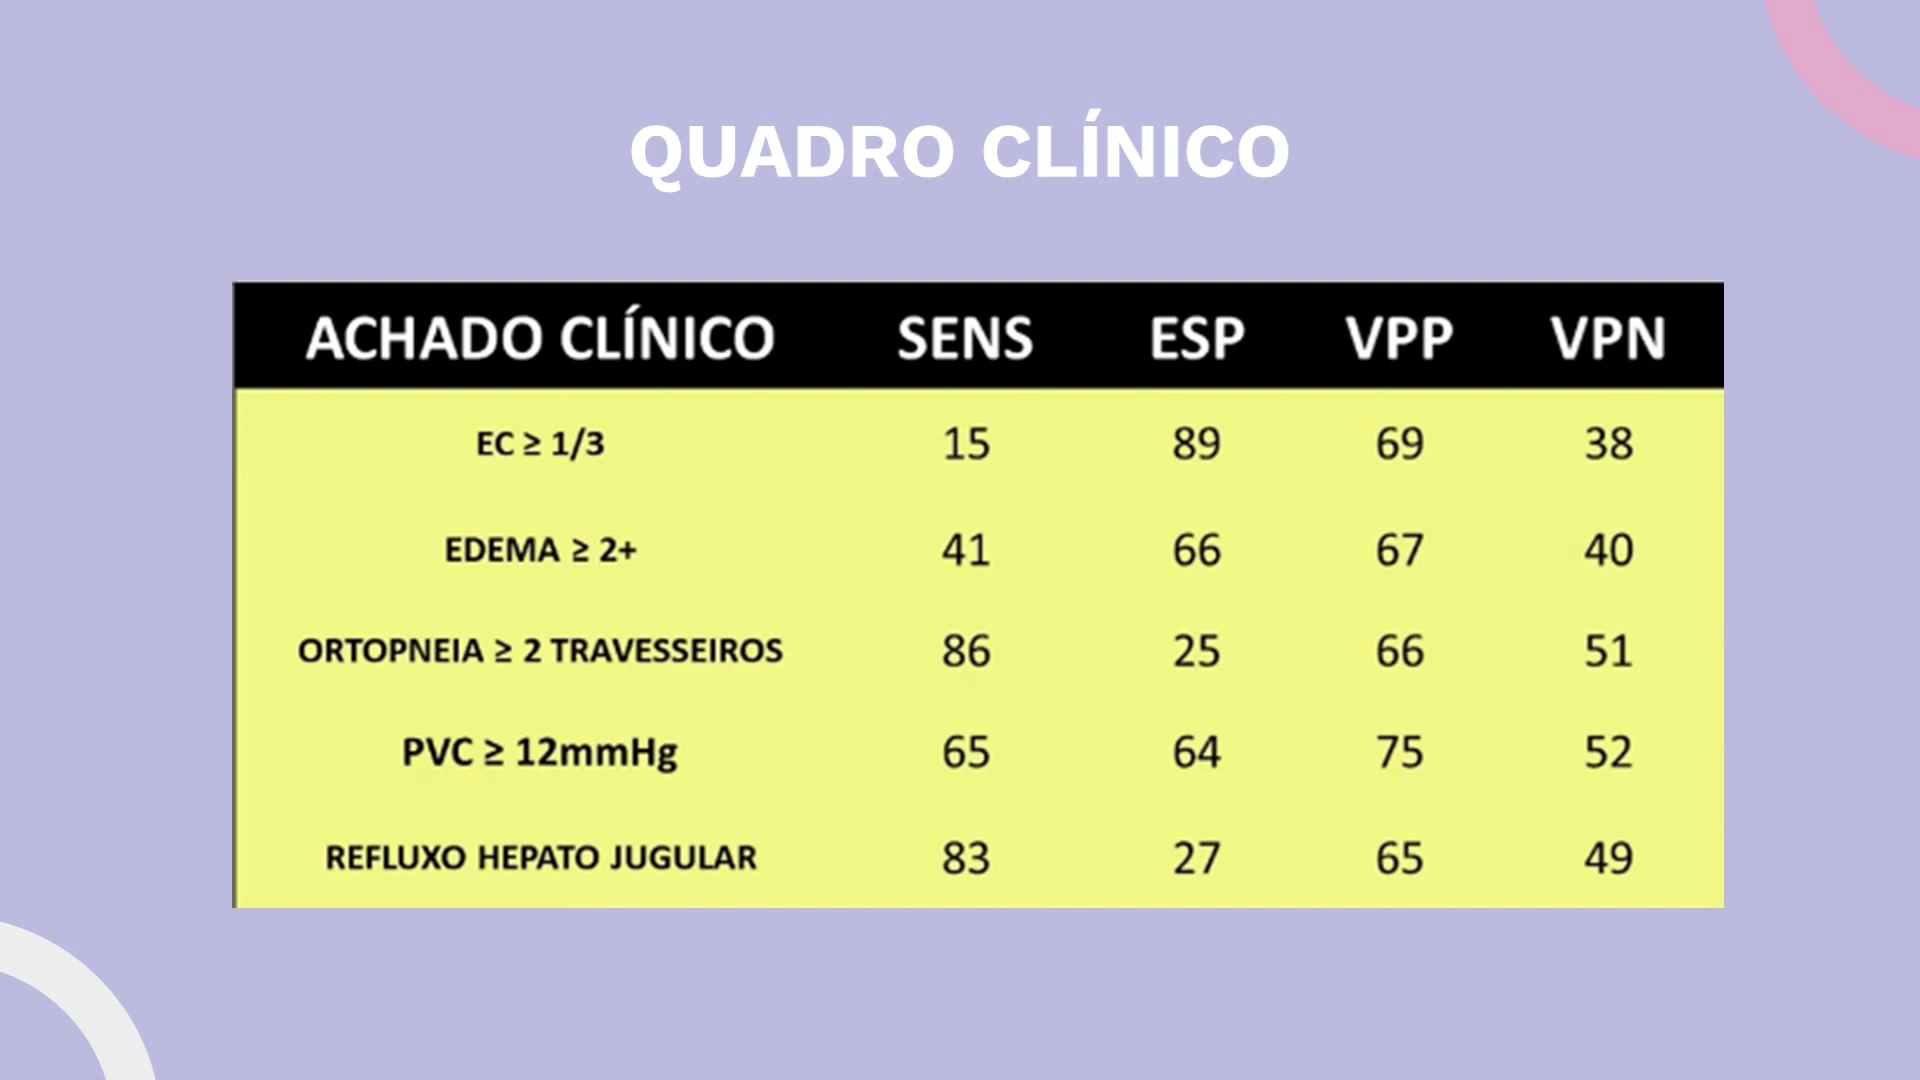 QUADRO CLÍNICO
ACHADO CLÍNICO SENS ESP VPP VPN
EC ≥ 1/3 15 89 69 38
EDEMA ≥ 2+ 41 66 67 40
ORTOPNEIA ≥ 2 TRAVESSEIROS 86 25 66 51
PVC ≥ 12mmHg 65 64 75 52
REFLUXO HEPATO JUGULAR 83 27 65 49